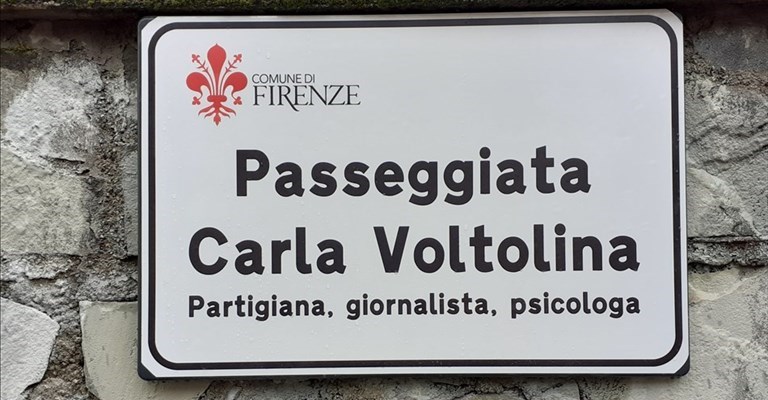 COMUNE DI
FIRENZE
Passeggiata
Carla Voltolina
Partigiana, giornalista, psicologa